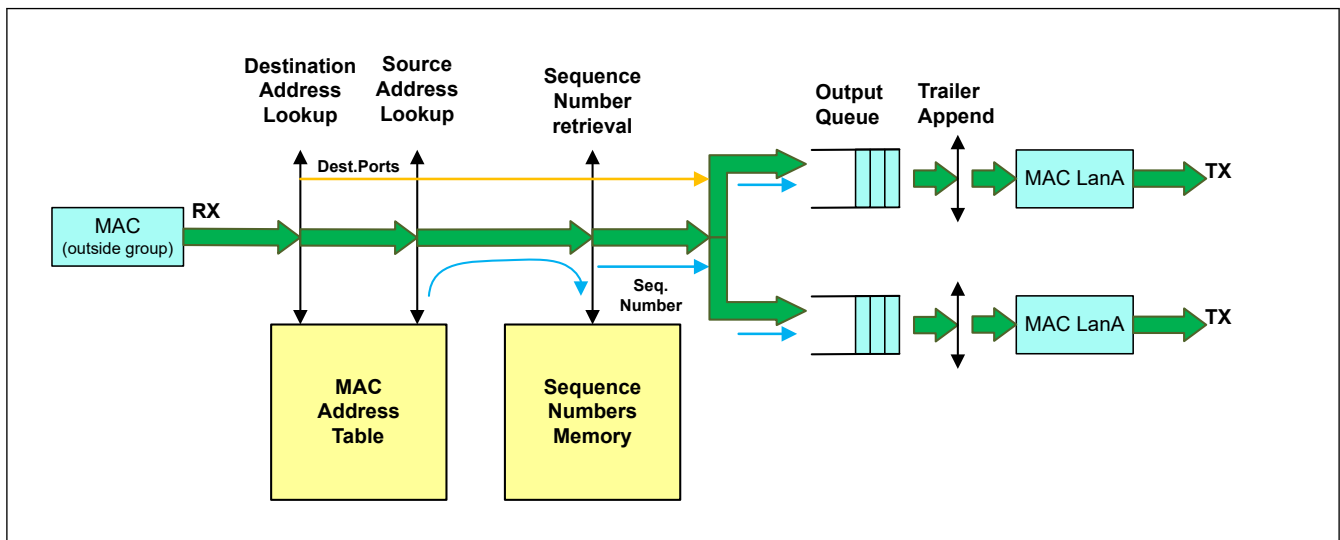 Destination
Address
Lookup
Source
Address
Lookup
Sequence
Number
retrieval
Output
Queue
Trailer
Append
Dest.Ports
MAC
(outside group)
RX
MAC LanA
TX
Seq.
Number
MAC LanA
TX
MAC
Address
Table
Sequence
Numbers
Memory